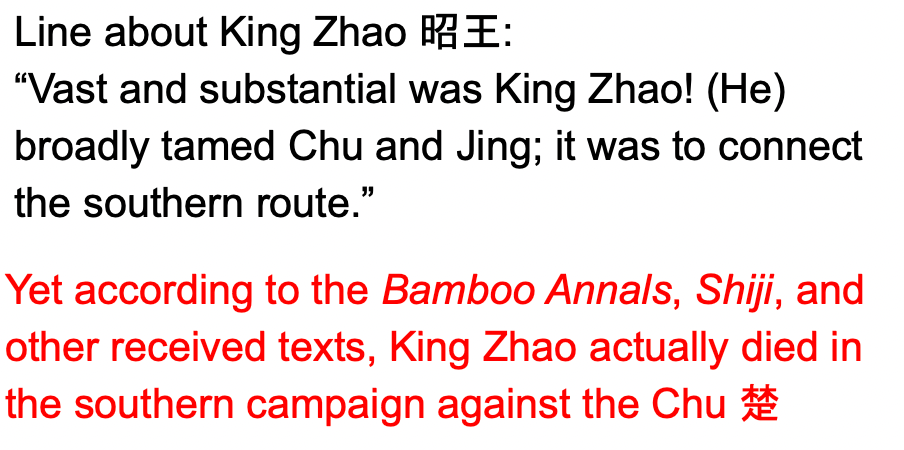 Line about King Zhao 昭王:
“Vast and substantial was King Zhao! (He)
broadly tamed Chu and Jing; it was to connect
the southern route.”
Yet according to the Bamboo Annals, Shiji, and
other received texts, King Zhao actually died in
the southern campaign against the Chu 楚